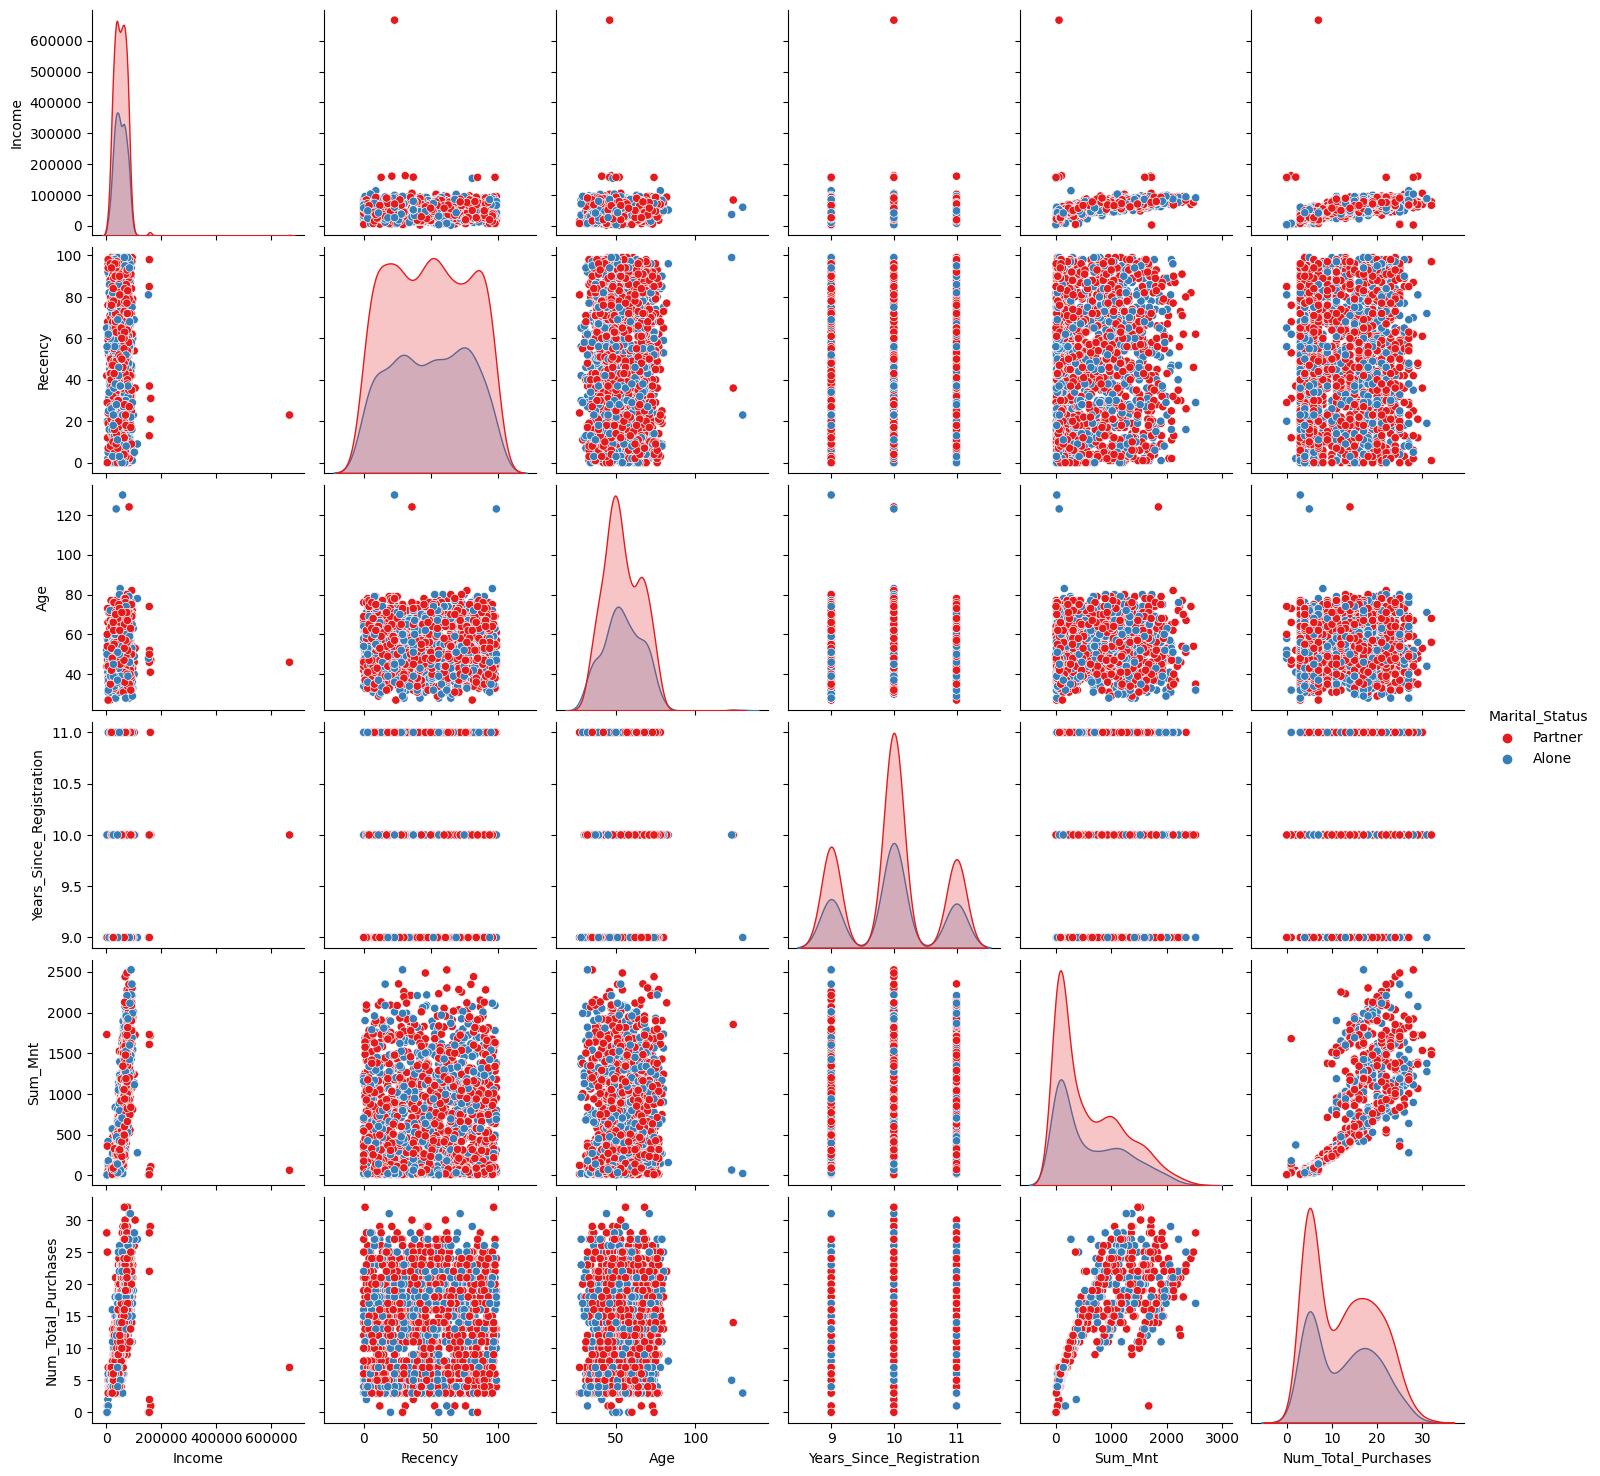 600000
500000
400000
300000
200000
100000
0
Income
100
80
60
40
20
0
Recency
120
100
80
60
40
Age
11.0
10.5
10.0
9.5
9.0
Years_Since_Registration
Marital_Status
Partner
Alone
2500
2000
1500
1000
500
0
Sum_Mnt
30
25
20
15
10
5
0
Num_Total_Purchases
0 200000 400000 600000
Income
0 50 100
Recency
50 100
Age
9 10 11
Years_Since_Registration
0 1000 2000 3000
Sum_Mnt
0 10 20 30
Num_Total_Purchases